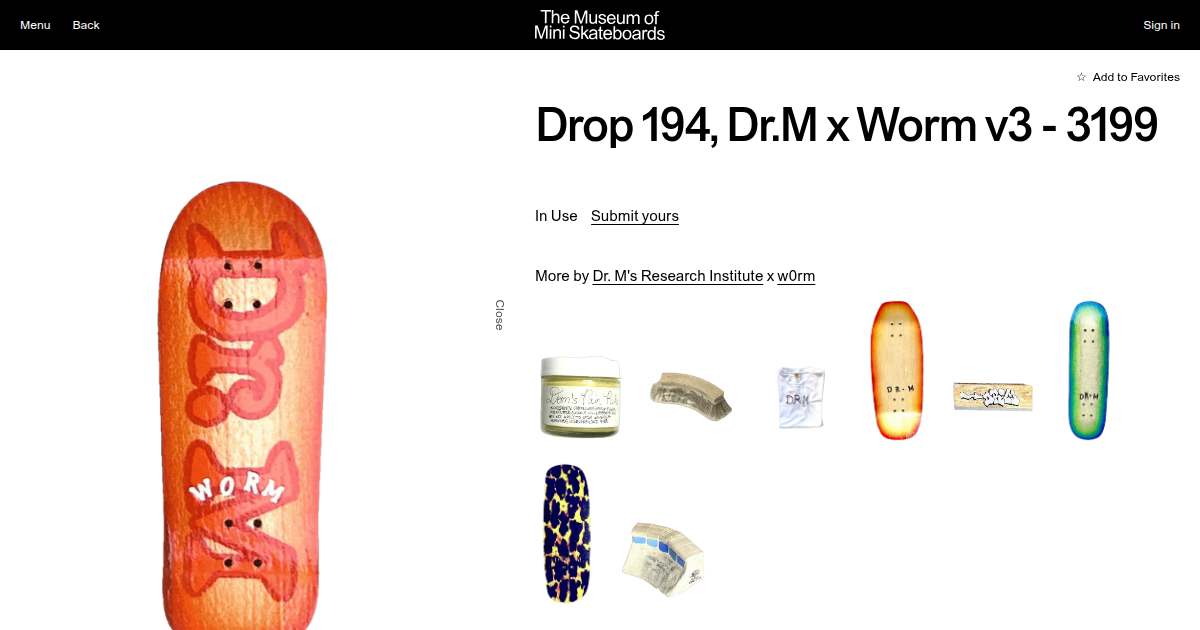 Menu
Back
The Museum of
Mini Skateboards
Sign in
☆ Add to Favorites
Drop 194, Dr.M x Worm v3 - 3199
In Use
Submit yours
More by Dr. M's Research Institute x w0rm
Close
Dr. M
WORM
DRM
DR-M
DR-M